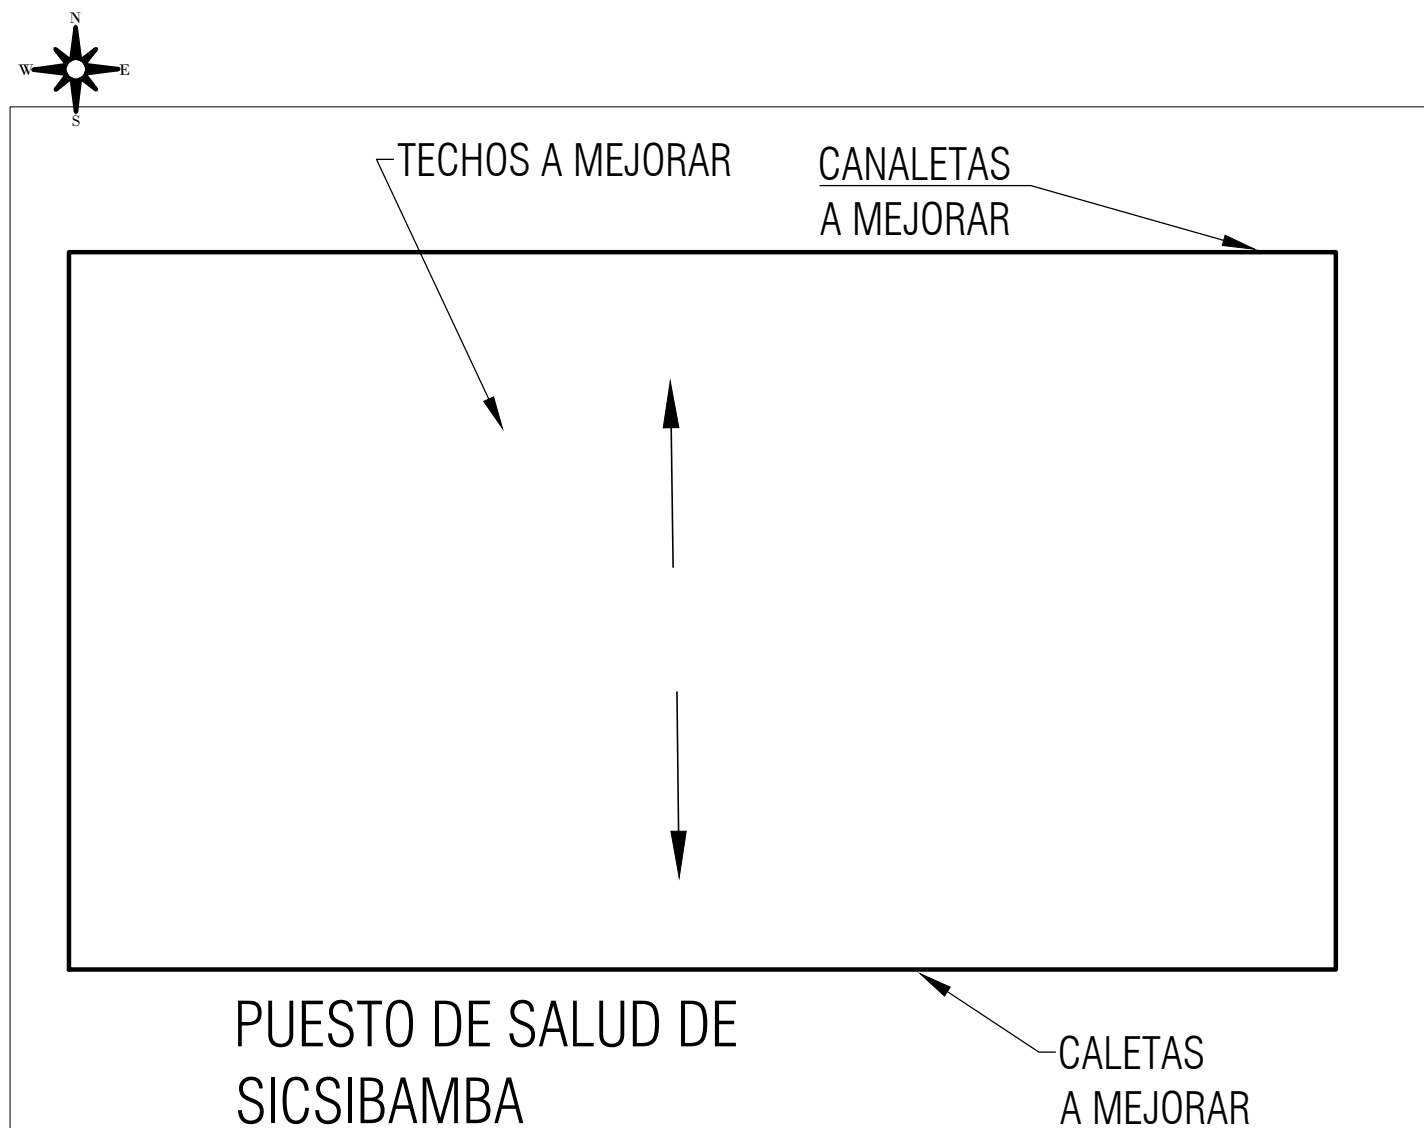 N
W E
S
TECHOS A MEJORAR
CANALETAS
A MEJORAR
PUESTO DE SALUD DE
SICSIBAMBA
CALETAS
A MEJORAR